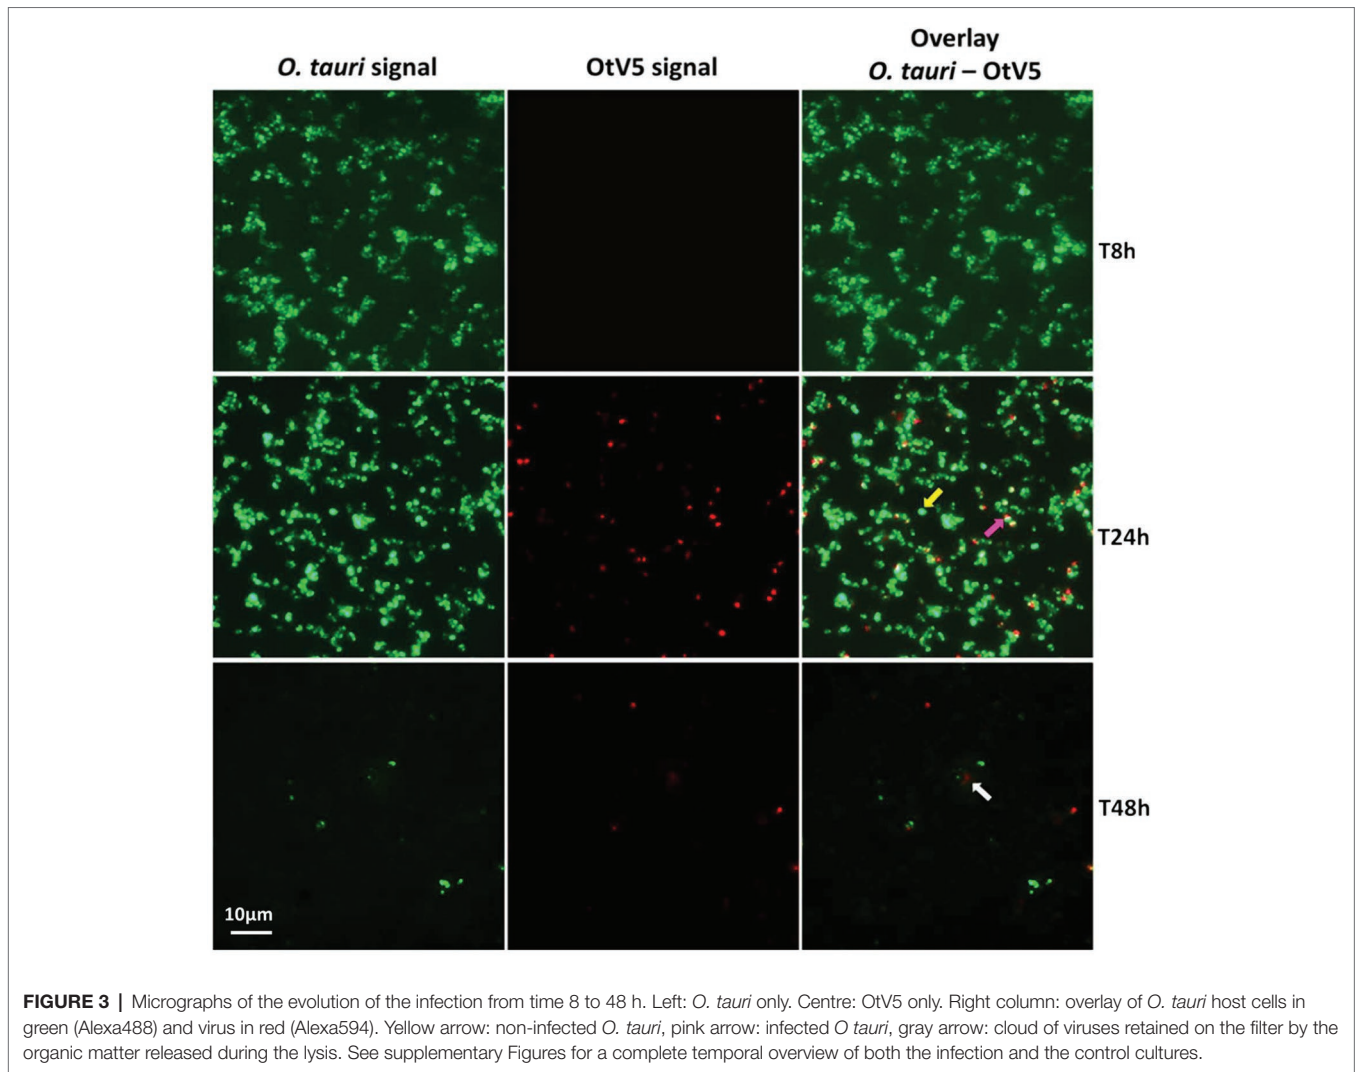 O. tauri signal
OtV5 signal
Overlay
O. tauri – OtV5
T8h
T24h
T48h
10µm
FIGURE 3 | Micrographs of the evolution of the infection from time 8 to 48 h. Left: O. tauri only. Centre: OtV5 only. Right column: overlay of O. tauri host cells in
green (Alexa488) and virus in red (Alexa594). Yellow arrow: non-infected O. tauri, pink arrow: infected O tauri, gray arrow: cloud of viruses retained on the filter by the
organic matter released during the lysis. See supplementary Figures for a complete temporal overview of both the infection and the control cultures.